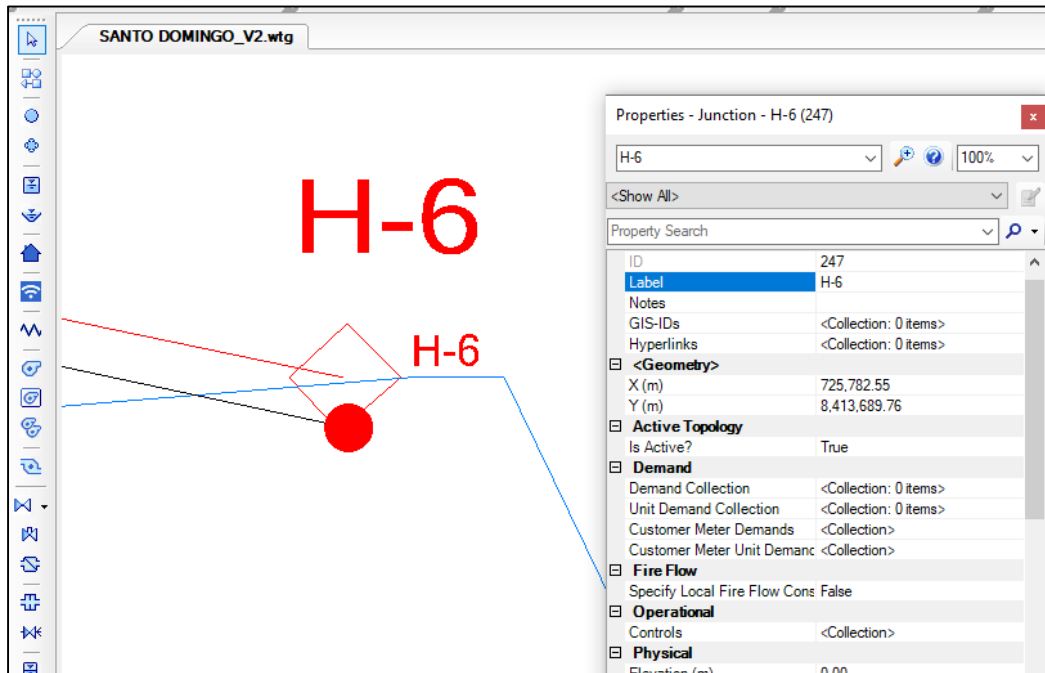 SANTO DOMINGO_V2.wtg
H-6
H-6
Properties - Junction - H-6 (247)
H-6 100%
<Show All>
Property Search
ID 247
Label H-6
Notes
GIS-IDs <Collection: 0 items>
Hyperlinks <Collection: 0 items>
<Geometry>
X (m) 725,782.55
Y (m) 8,413,689.76
Active Topology
Is Active? True
Demand
Demand Collection <Collection: 0 items>
Unit Demand Collection <Collection: 0 items>
Customer Meter Demands <Collection>
Customer Meter Unit Demanc <Collection>
Fire Flow
Specify Local Fire Flow Cons False
Operational
Controls <Collection>
Physical
Elevation (m) 0.00